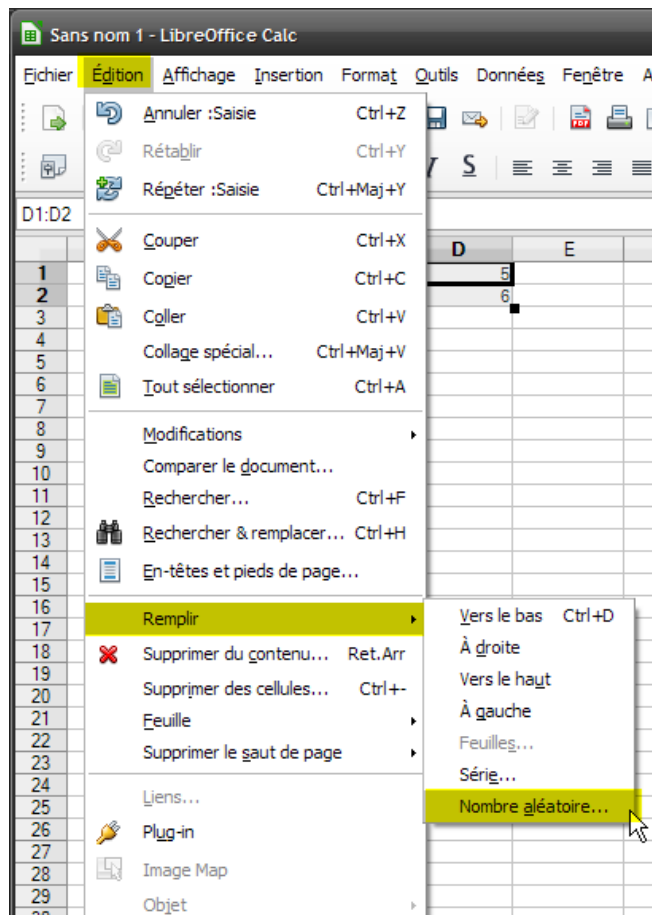 Sans nom 1 - LibreOffice Calc
Fichier Édition Affichage Insertion Format Outils Données Fenêtre A
Annuler :Saisie Ctrl+Z
Rétablir Ctrl+Y
PDF
Répéter :Saisie Ctrl+Maj+Y
I S
D1:D2
Couper Ctrl+X
D E
1 5
Copier Ctrl+C
2 6
3
Coller Ctrl+V
4
Collage spécial... Ctrl+Maj+V
5
6
Tout sélectionner Ctrl+A
7
8
Modifications
9
Comparer le document...
10
11
Rechercher... Ctrl+F
12
Rechercher & remplacer... Ctrl+H
13
14
En-têtes et pieds de page...
15
16
Remplir
Vers le bas Ctrl+D
17
18
Supprimer du contenu... Ret.Arr
À droite
19
Vers le haut
20
Supprimer des cellules... Ctrl+-
À gauche
21
Feuille
22
Feuilles...
23
Supprimer le saut de page
Série...
24
Liens...
25
Nombre aléatoire...
26
Plug-in
27
28
Image Map
29
Objet